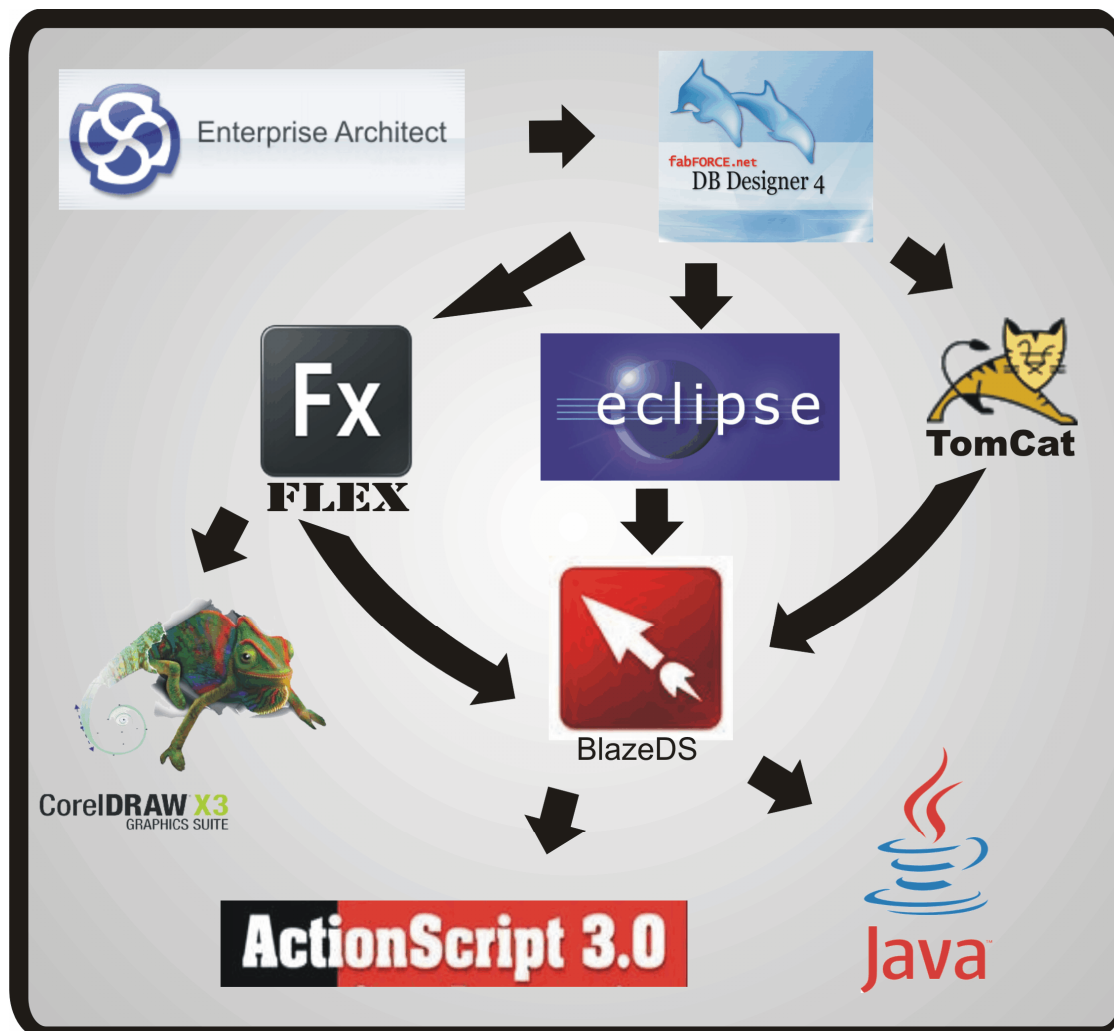 Enterprise Architect
fabFORCE.net
DB Designer 4
Fx
FLEX
eclipse
TomCat
BlazeDS
CorelDRAW X3
GRAPHICS SUITE
ActionScript 3.0
Java™